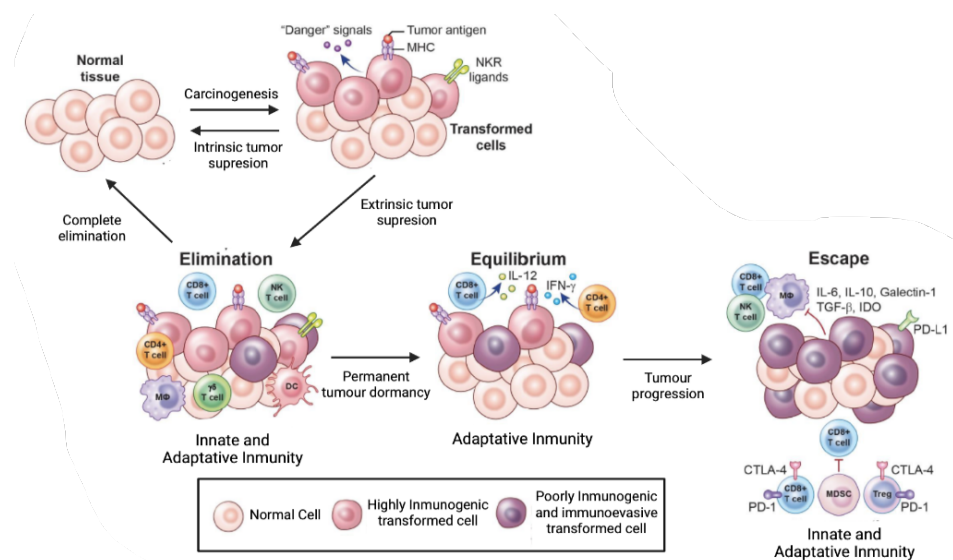 "Danger" signals
Tumor antigen
MHC
NKR
ligands
Normal
tissue
Carcinogenesis
Intrinsic tumor
supresion
Transformed
cells
Complete
elimination
Extrinsic tumor
supresion
Elimination
CD8+
T cell
NK
T cell
CD4+
T cell
MΦ
γδ
T cell
DC
Innate and
Adaptative Inmunity
Permanent
tumour dormancy
Equilibrium
CD8+
T cell
IL-12
IFN-γ
CD4+
T cell
Adaptative Inmunity
Tumour
progression
Escape
CD8+
T cell
NK
T cell
MΦ
IL-6, IL-10, Galectin-1
TGF-β, IDO
PD-L1
CD8+
T cell
CTLA-4
CD8+
T cell
PD-1
MDSC
CTLA-4
Treg
PD-1
Innate and
Adaptative Inmunity
Normal Cell
Highly Inmunogenic
transformed cell
Poorly Inmunogenic
and immunoevasive
transformed cell